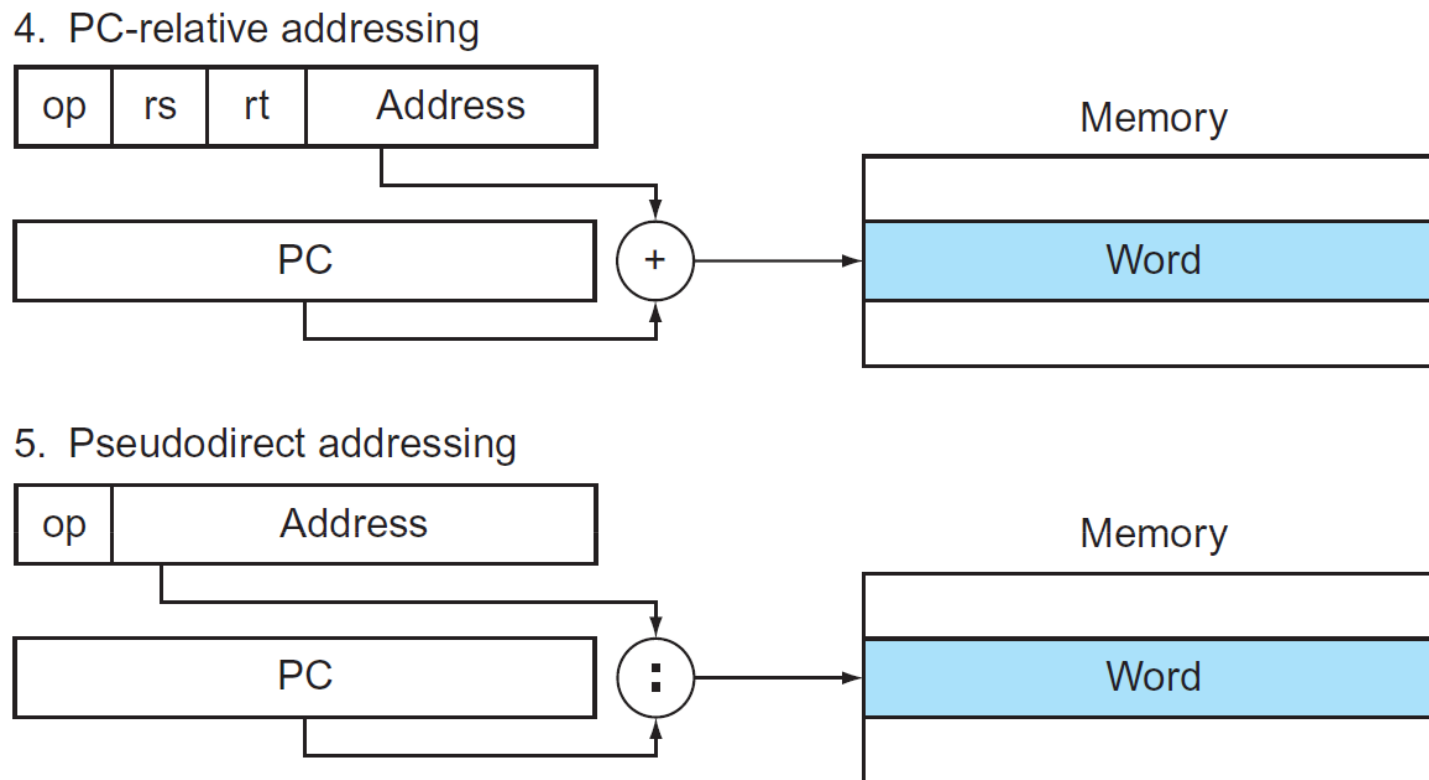 4. PC-relative addressing
op rs rt Address
Memory
PC + Word
5. Pseudodirect addressing
op Address
Memory
PC : Word